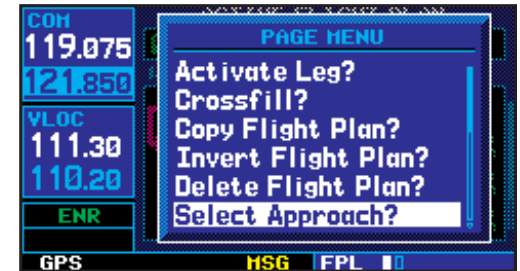 COM
119.075
121.850
VLOC
111.30
110.20
ENR
GPS
PAGE MENU
Activate Leg?
Crossfill?
Copy Flight Plan?
Invert Flight Plan?
Delete Flight Plan?
Select Approach?
MSG
FPL